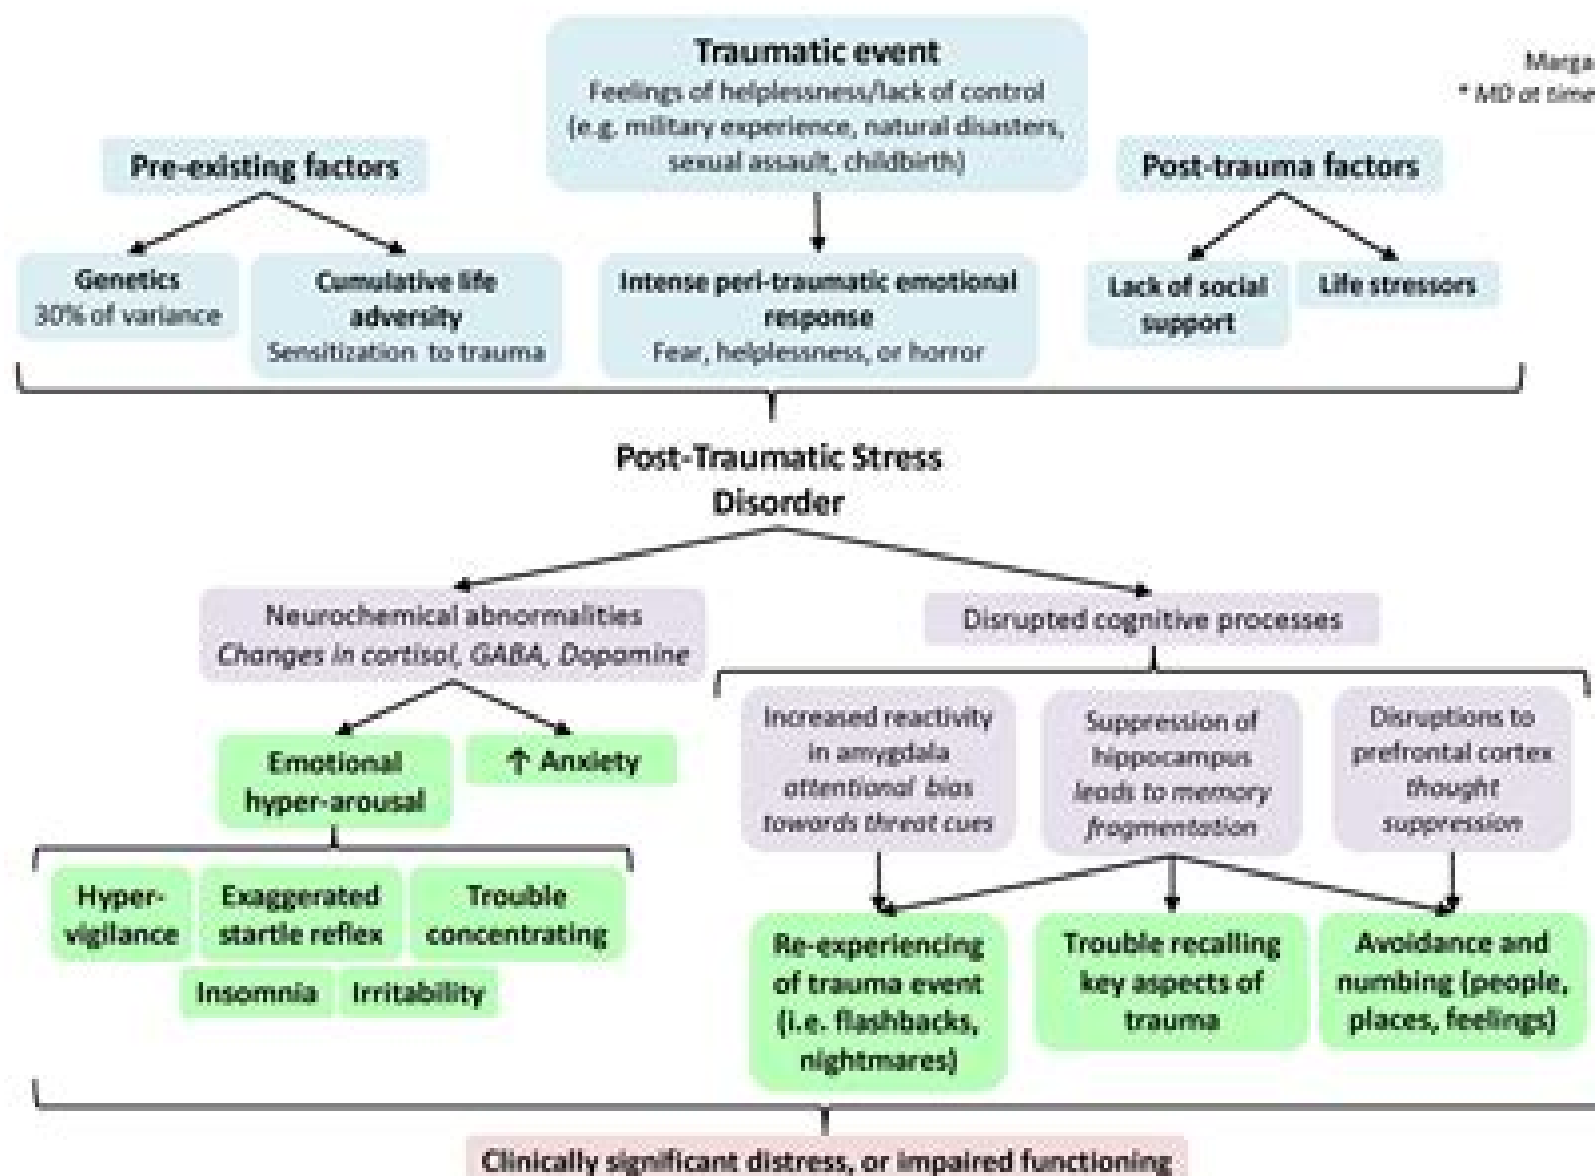 Traumatic event
Feelings of helplessness/lack of control
(e.g. military experience, natural disasters,
sexual assault, childbirth)
Marga
* MD at time
Pre-existing factors
Post-trauma factors
Genetics
30% of variance
Cumulative life
adversity
Sensitization to trauma
Intense peri-traumatic emotional
response
Fear, helplessness, or horror
Lack of social
support
Life stressors
Post-Traumatic Stress
Disorder
Neurochemical abnormalities
Changes in cortisol, GABA, Dopamine
Disrupted cognitive processes
Emotional
hyper-arousal
↑ Anxiety
Increased reactivity
in amygdala
attentional bias
towards threat cues
Suppression of
hippocampus
leads to memory
fragmentation
Disruptions to
prefrontal cortex
thought
suppression
Hyper-
vigilance
Exaggerated
startle reflex
Trouble
concentrating
Insomnia
Irritability
Re-experiencing
of trauma event
(i.e. flashbacks,
nightmares)
Trouble recalling
key aspects of
trauma
Avoidance and
numbing (people,
places, feelings)
Clinically significant distress, or impaired functioning